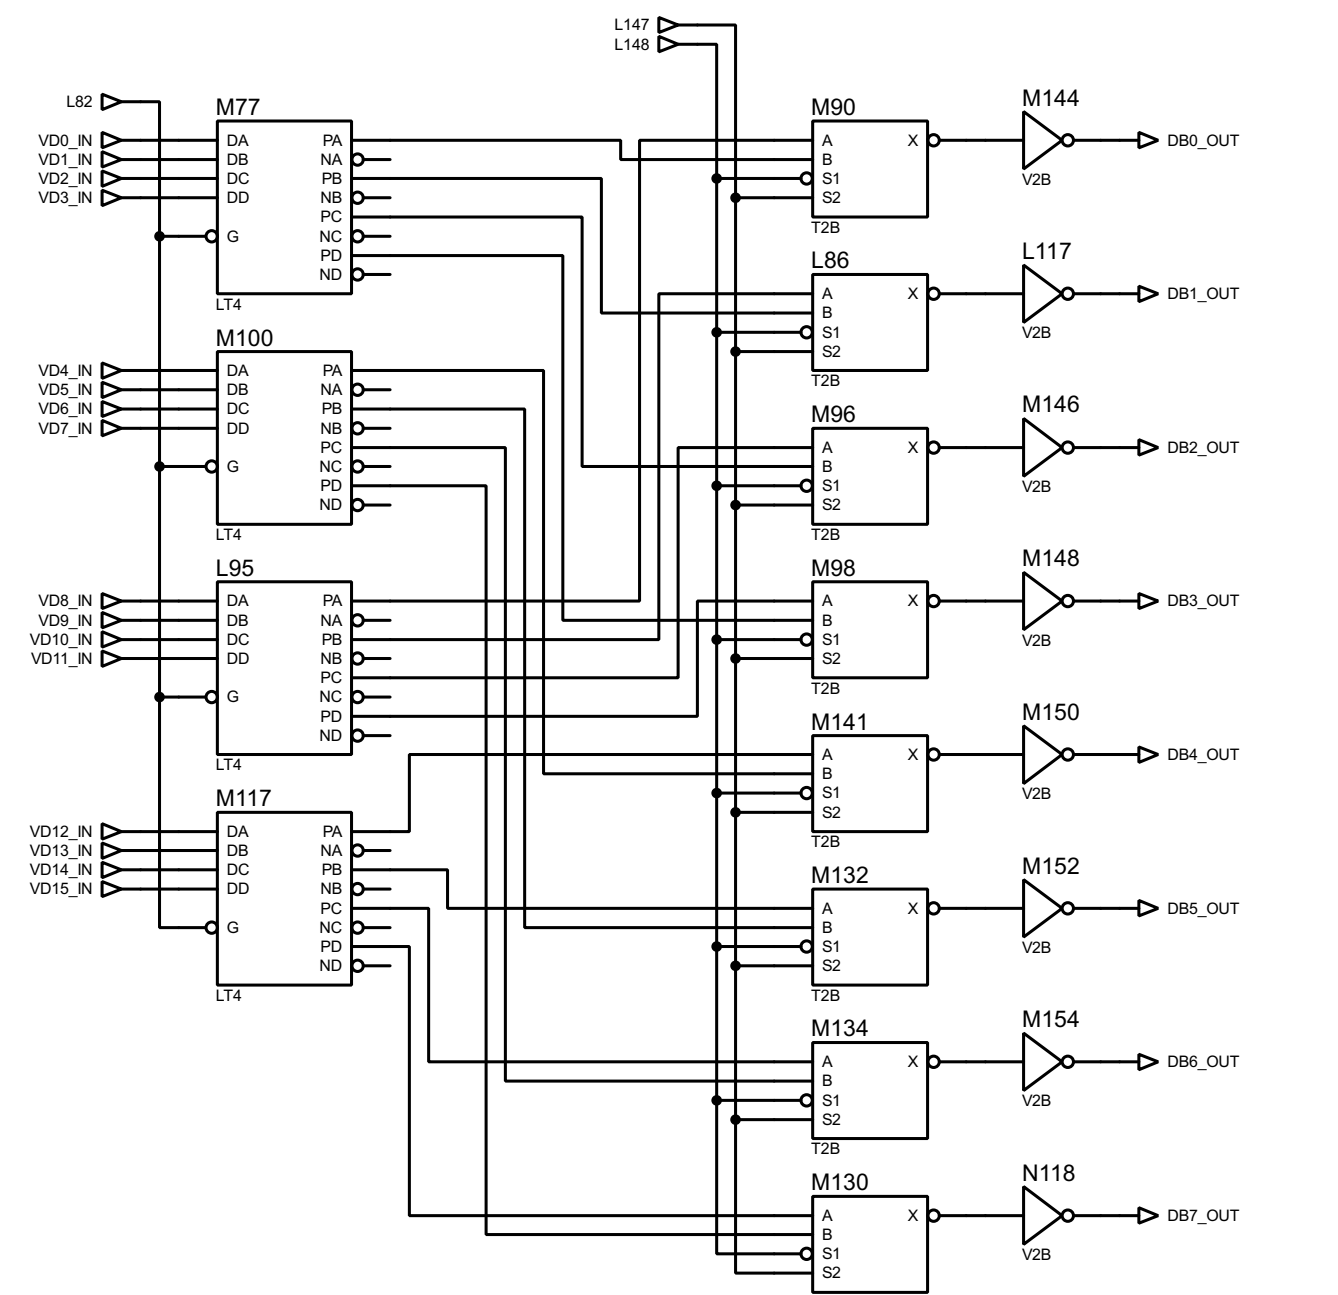 L147
L148
L82
M77
VD0_IN
VD1_IN
VD2_IN
VD3_IN
DA
DB
DC
DD
G
PA
NA
PB
NB
PC
NC
PD
ND
LT4
M100
VD4_IN
VD5_IN
VD6_IN
VD7_IN
DA
DB
DC
DD
G
PA
NA
PB
NB
PC
NC
PD
ND
LT4
L95
VD8_IN
VD9_IN
VD10_IN
VD11_IN
DA
DB
DC
DD
G
PA
NA
PB
NB
PC
NC
PD
ND
LT4
M117
VD12_IN
VD13_IN
VD14_IN
VD15_IN
DA
DB
DC
DD
G
PA
NA
PB
NB
PC
NC
PD
ND
LT4
M90
A
B
S1
S2
X
T2B
M144
V2B
DB0_OUT
L86
A
B
S1
S2
X
T2B
L117
V2B
DB1_OUT
M96
A
B
S1
S2
X
T2B
M146
V2B
DB2_OUT
M98
A
B
S1
S2
X
T2B
M148
V2B
DB3_OUT
M141
A
B
S1
S2
X
T2B
M150
V2B
DB4_OUT
M132
A
B
S1
S2
X
T2B
M152
V2B
DB5_OUT
M134
A
B
S1
S2
X
T2B
M154
V2B
DB6_OUT
M130
A
B
S1
S2
X
N118
V2B
DB7_OUT